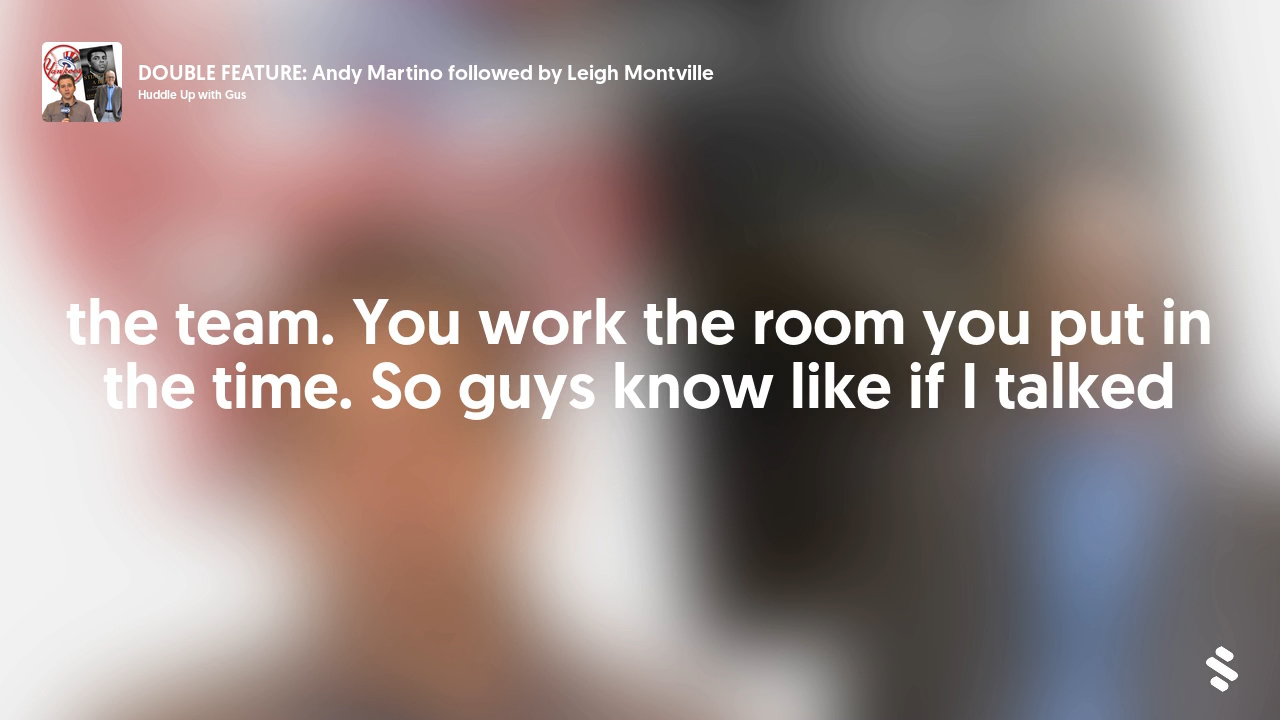 DOUBLE FEATURE: Andy Martino followed by Leigh Montville
Huddle Up with Gus
the team. You work the room you put in
the time. So guys know like if I talked